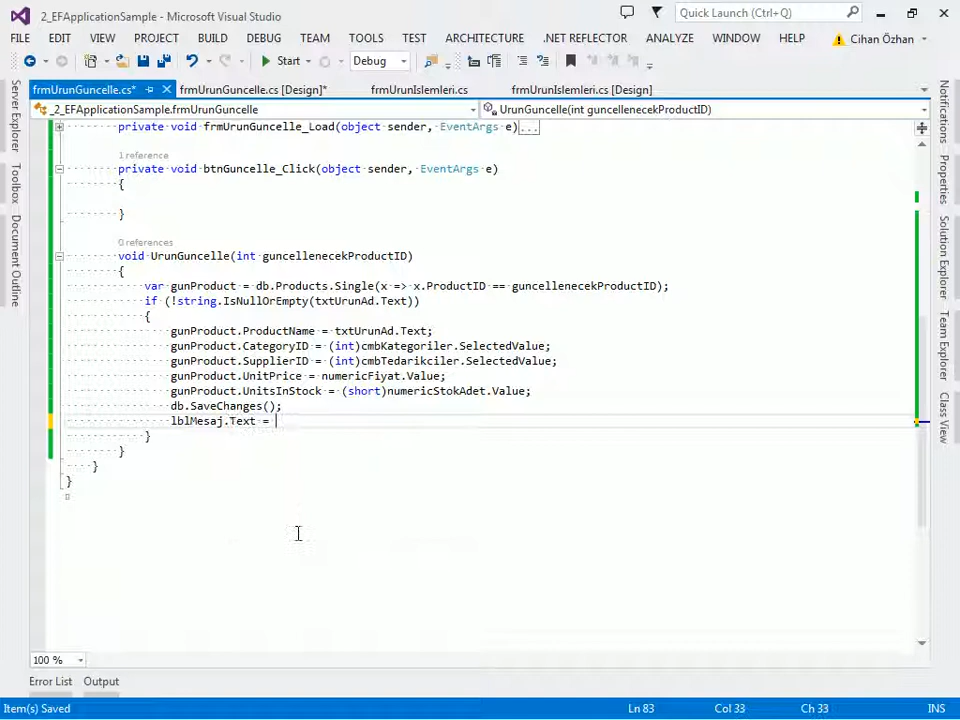 2_EFApplicationSample - Microsoft Visual Studio
Quick Launch (Ctrl+Q)
FILE EDIT VIEW PROJECT BUILD DEBUG TEAM TOOLS TEST ARCHITECTURE .NET REFLECTOR ANALYZE WINDOW HELP Cihan Özhan
Start Debug
frmUrunGuncelle.cs* frmUrunGuncelle.cs [Design]* frmUrunIslemleri.cs frmUrunIslemleri.cs [Design]
_2_EFApplicationSample.frmUrunGuncelle UrunGuncelle(int guncellenecekProductID)
Server Explorer
Toolbox
Document Outline
private void frmUrunGuncelle_Load(object sender, EventArgs e)...
1 reference
private void btnGuncelle_Click(object sender, EventArgs e)
{
}
0 references
void UrunGuncelle(int guncellenecekProductID)
{
var gunProduct = db.Products.Single(x => x.ProductID == guncellenecekProductID);
if (!string.IsNullOrEmpty(txtUrunAd.Text))
{
gunProduct.ProductName = txtUrunAd.Text;
gunProduct.CategoryID = (int)cmbKategoriler.SelectedValue;
gunProduct.SupplierID = (int)cmbTedarikciler.SelectedValue;
gunProduct.UnitPrice = numericFiyat.Value;
gunProduct.UnitsInStock = (short)numericStokAdet.Value;
db.SaveChanges();
lblMesaj.Text =
}
}
}
}
Notifications
Properties
Solution Explorer
Team Explorer
Class View
100 %
Error List Output
Item(s) Saved Ln 83 Col 33 Ch 33 INS